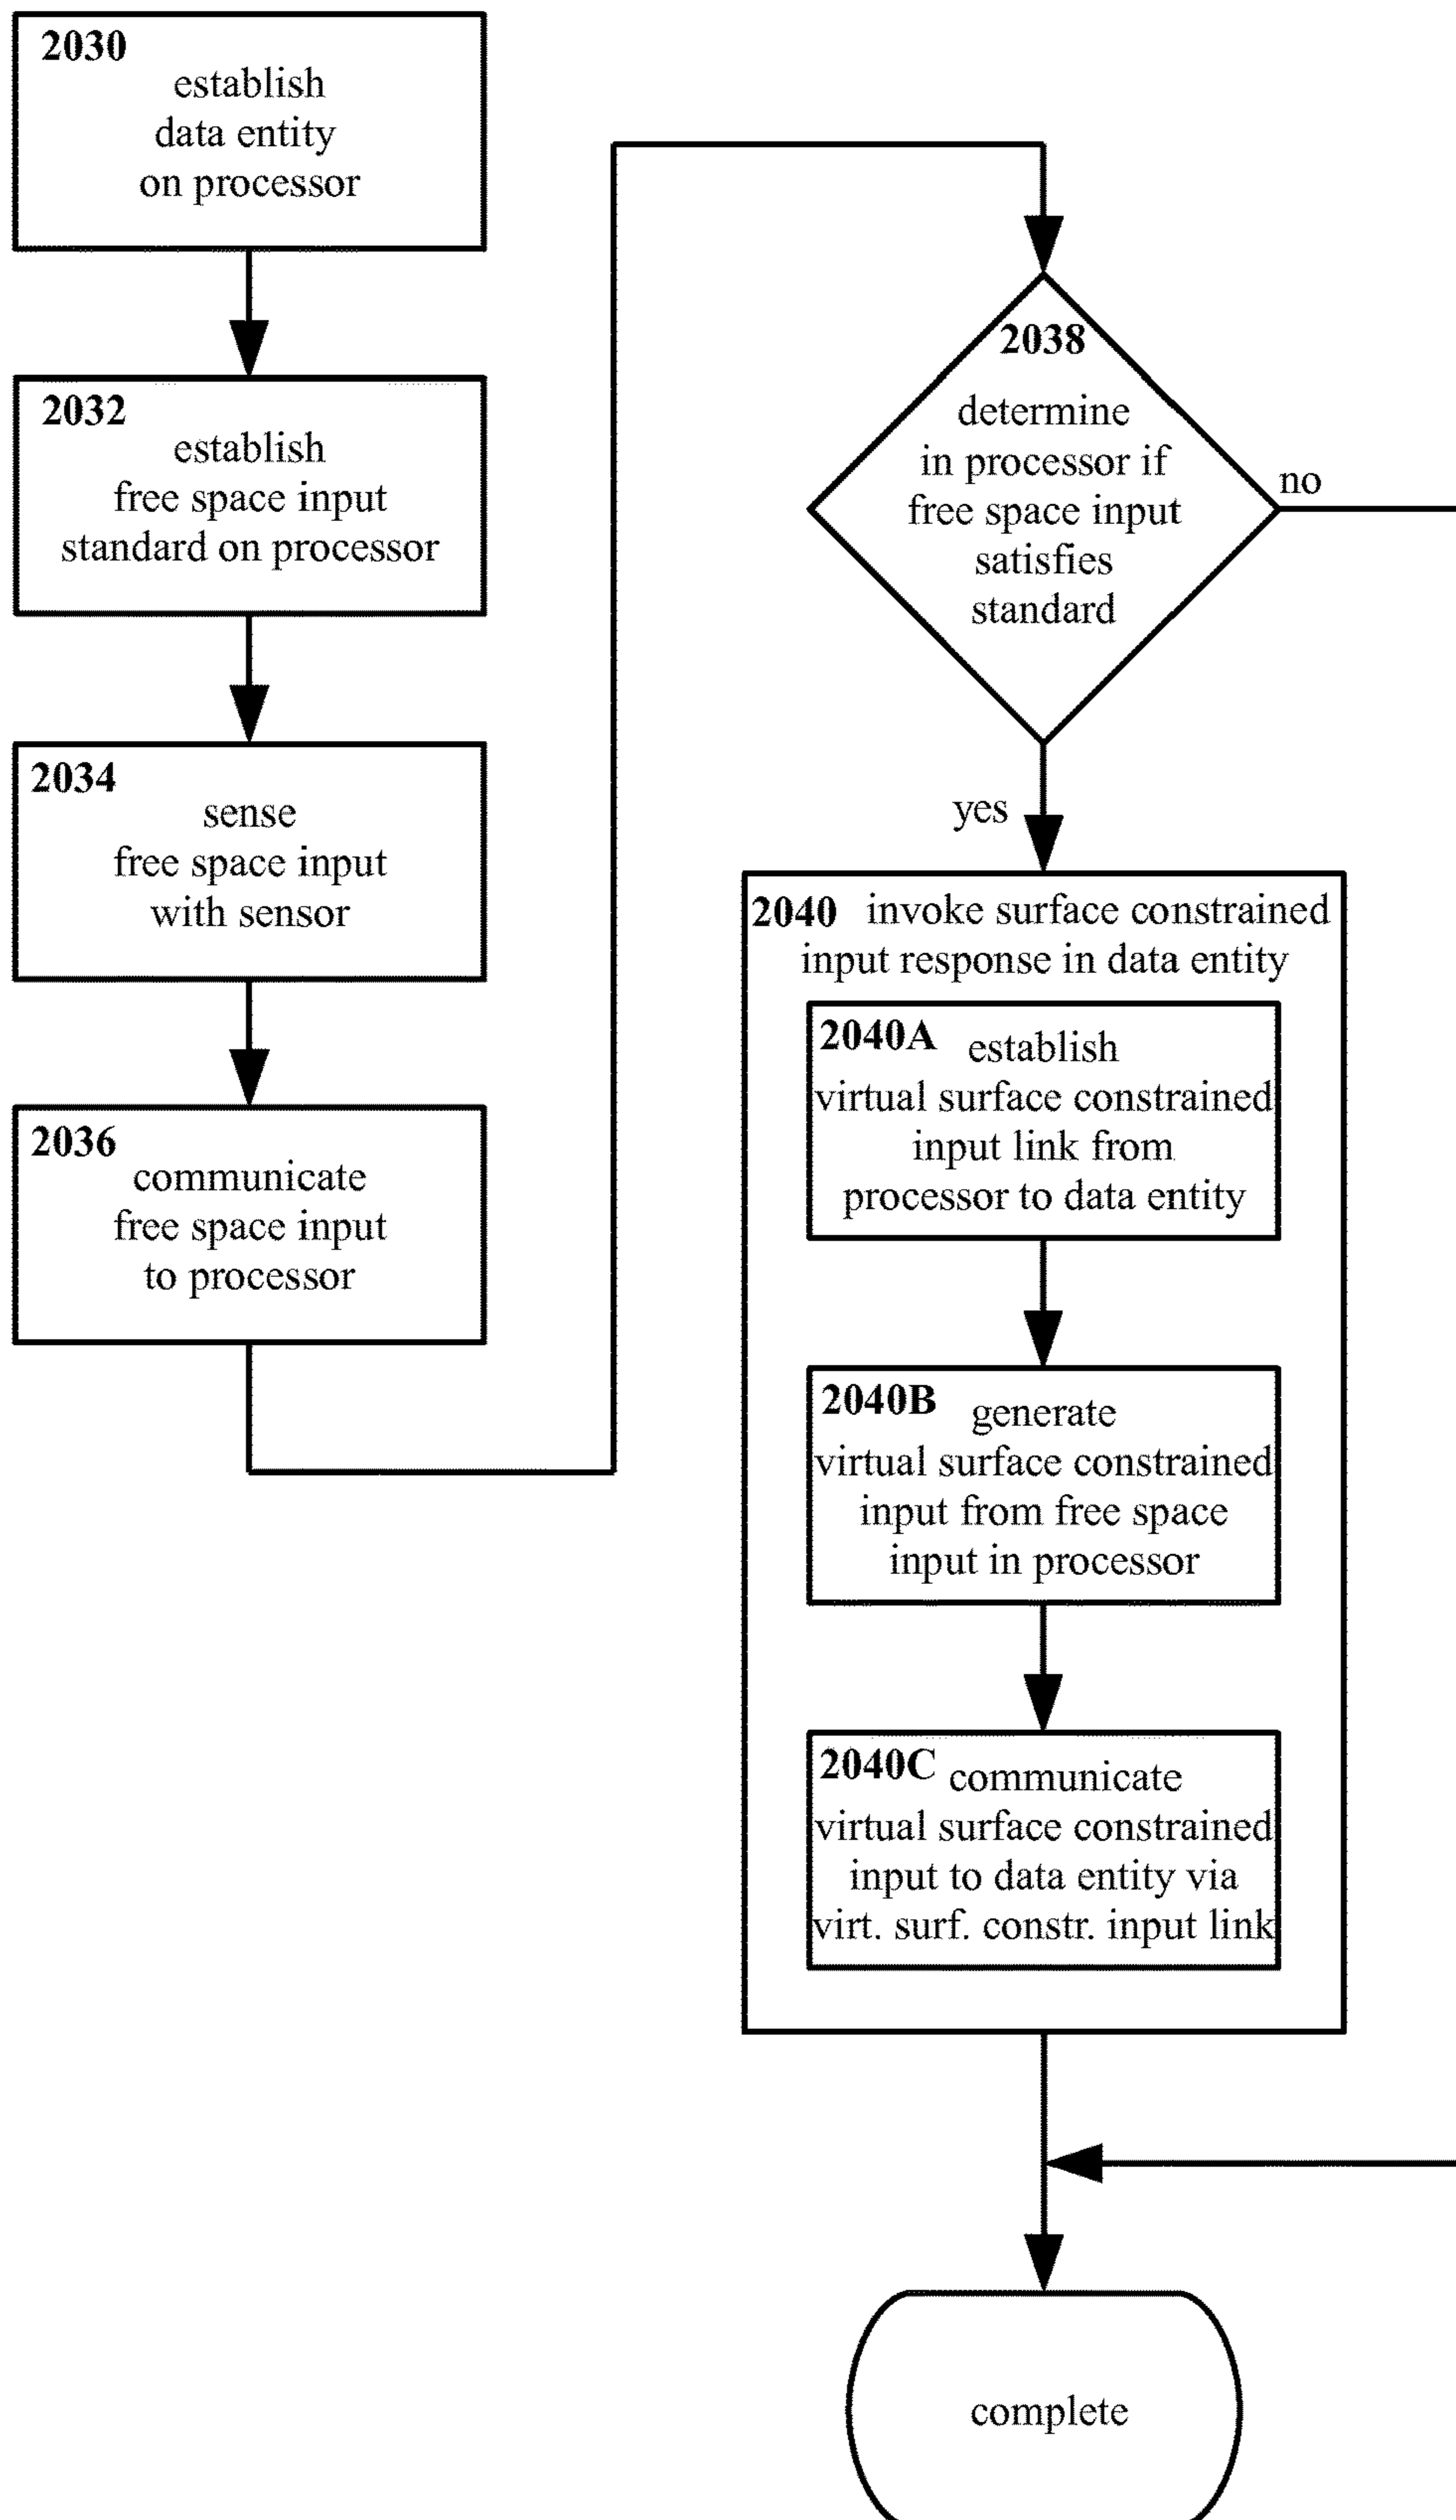 2030
establish
data entity
on processor
2032
establish
free space input
standard on processor
2034
sense
free space input
with sensor
2036
communicate
free space input
to processor
2038
determine
in processor if
free space input
satisfies
standard
no
yes
2040 invoke surface constrained
input response in data entity
2040A establish
virtual surface constrained
input link from
processor to data entity
2040B generate
virtual surface constrained
input from free space
input in processor
2040C communicate
virtual surface constrained
input to data entity via
virt. surf. constr. input link
complete